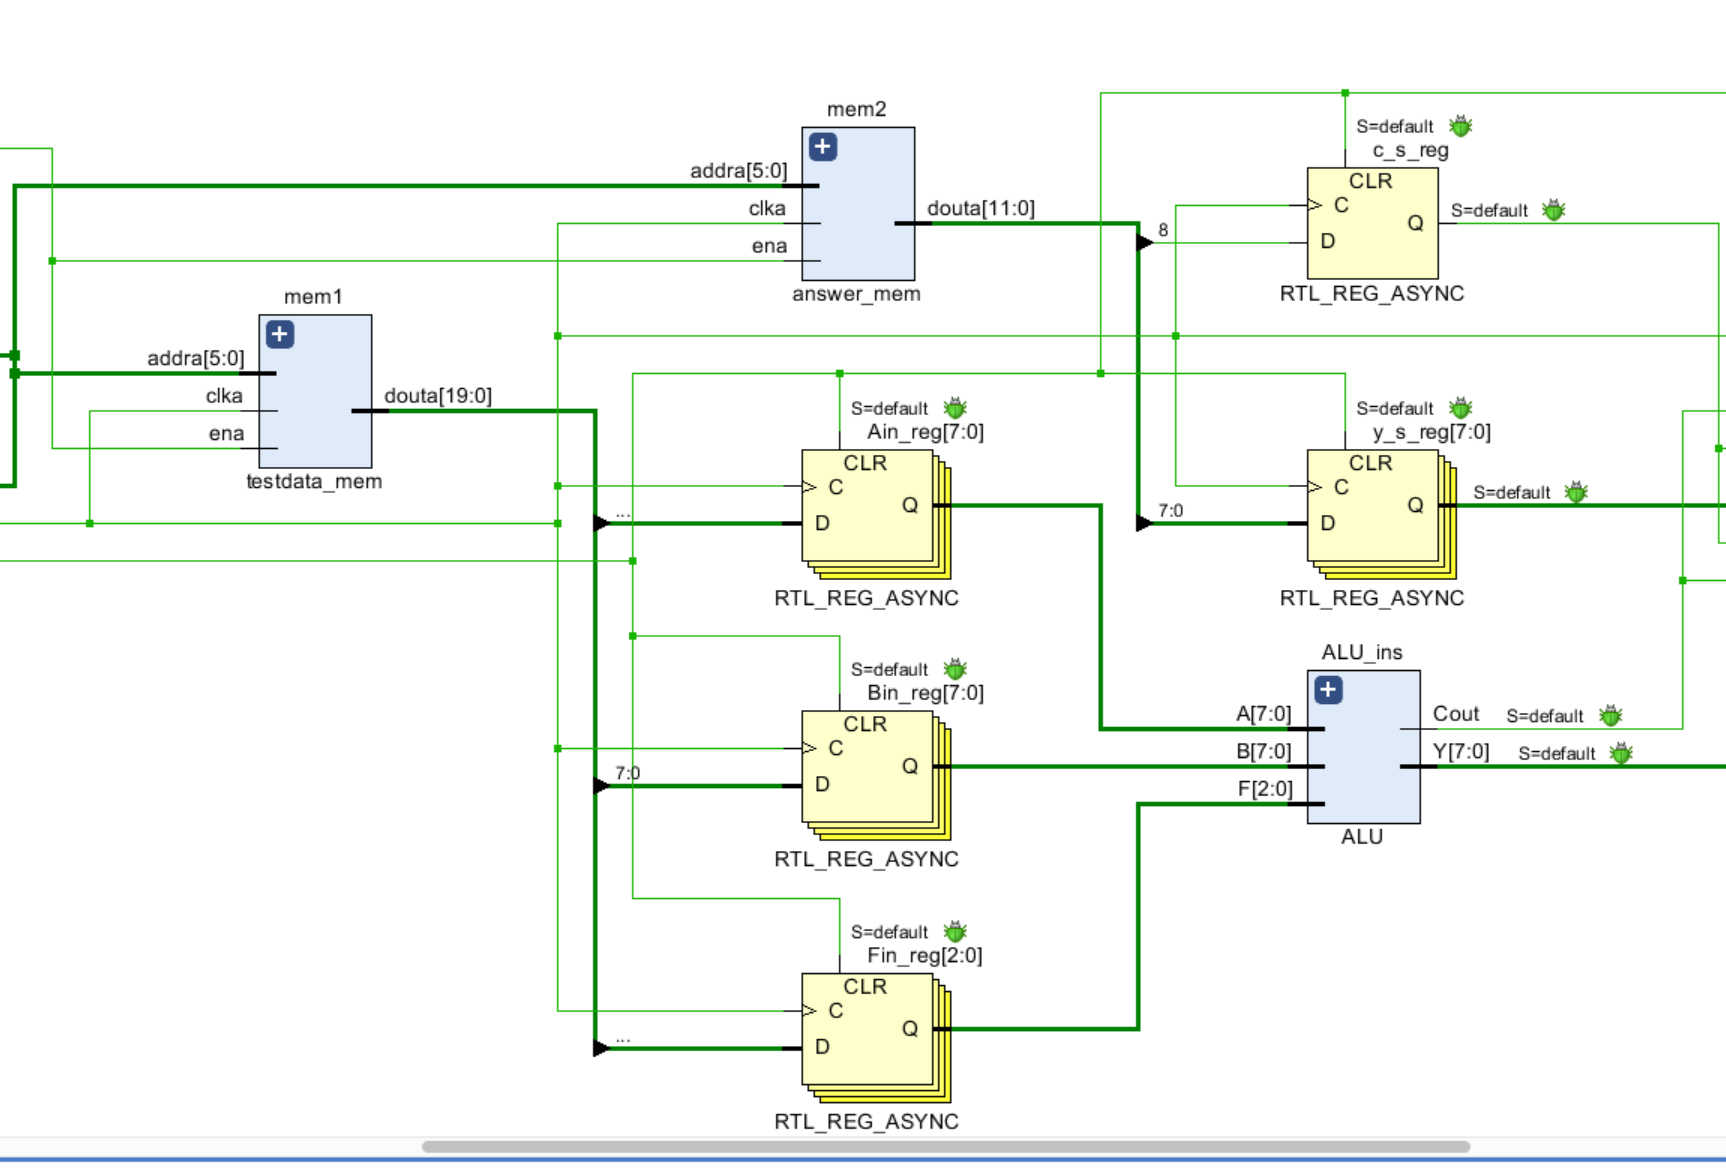 mem2
addra[5:0]
clka
ena
douta[11:0]
answer_mem
8
S=default
c_s_reg
CLR
C
D
Q
S=default
RTL_REG_ASYNC
mem1
addra[5:0]
clka
ena
douta[19:0]
testdata_mem
S=default
Ain_reg[7:0]
CLR
C
D
Q
...
RTL_REG_ASYNC
S=default
y_s_reg[7:0]
CLR
C
D
Q
7:0
S=default
RTL_REG_ASYNC
S=default
Bin_reg[7:0]
CLR
C
D
Q
7:0
RTL_REG_ASYNC
ALU_ins
A[7:0]
B[7:0]
F[2:0]
Cout
S=default
Y[7:0]
S=default
ALU
S=default
Fin_reg[2:0]
CLR
C
D
Q
...
RTL_REG_ASYNC